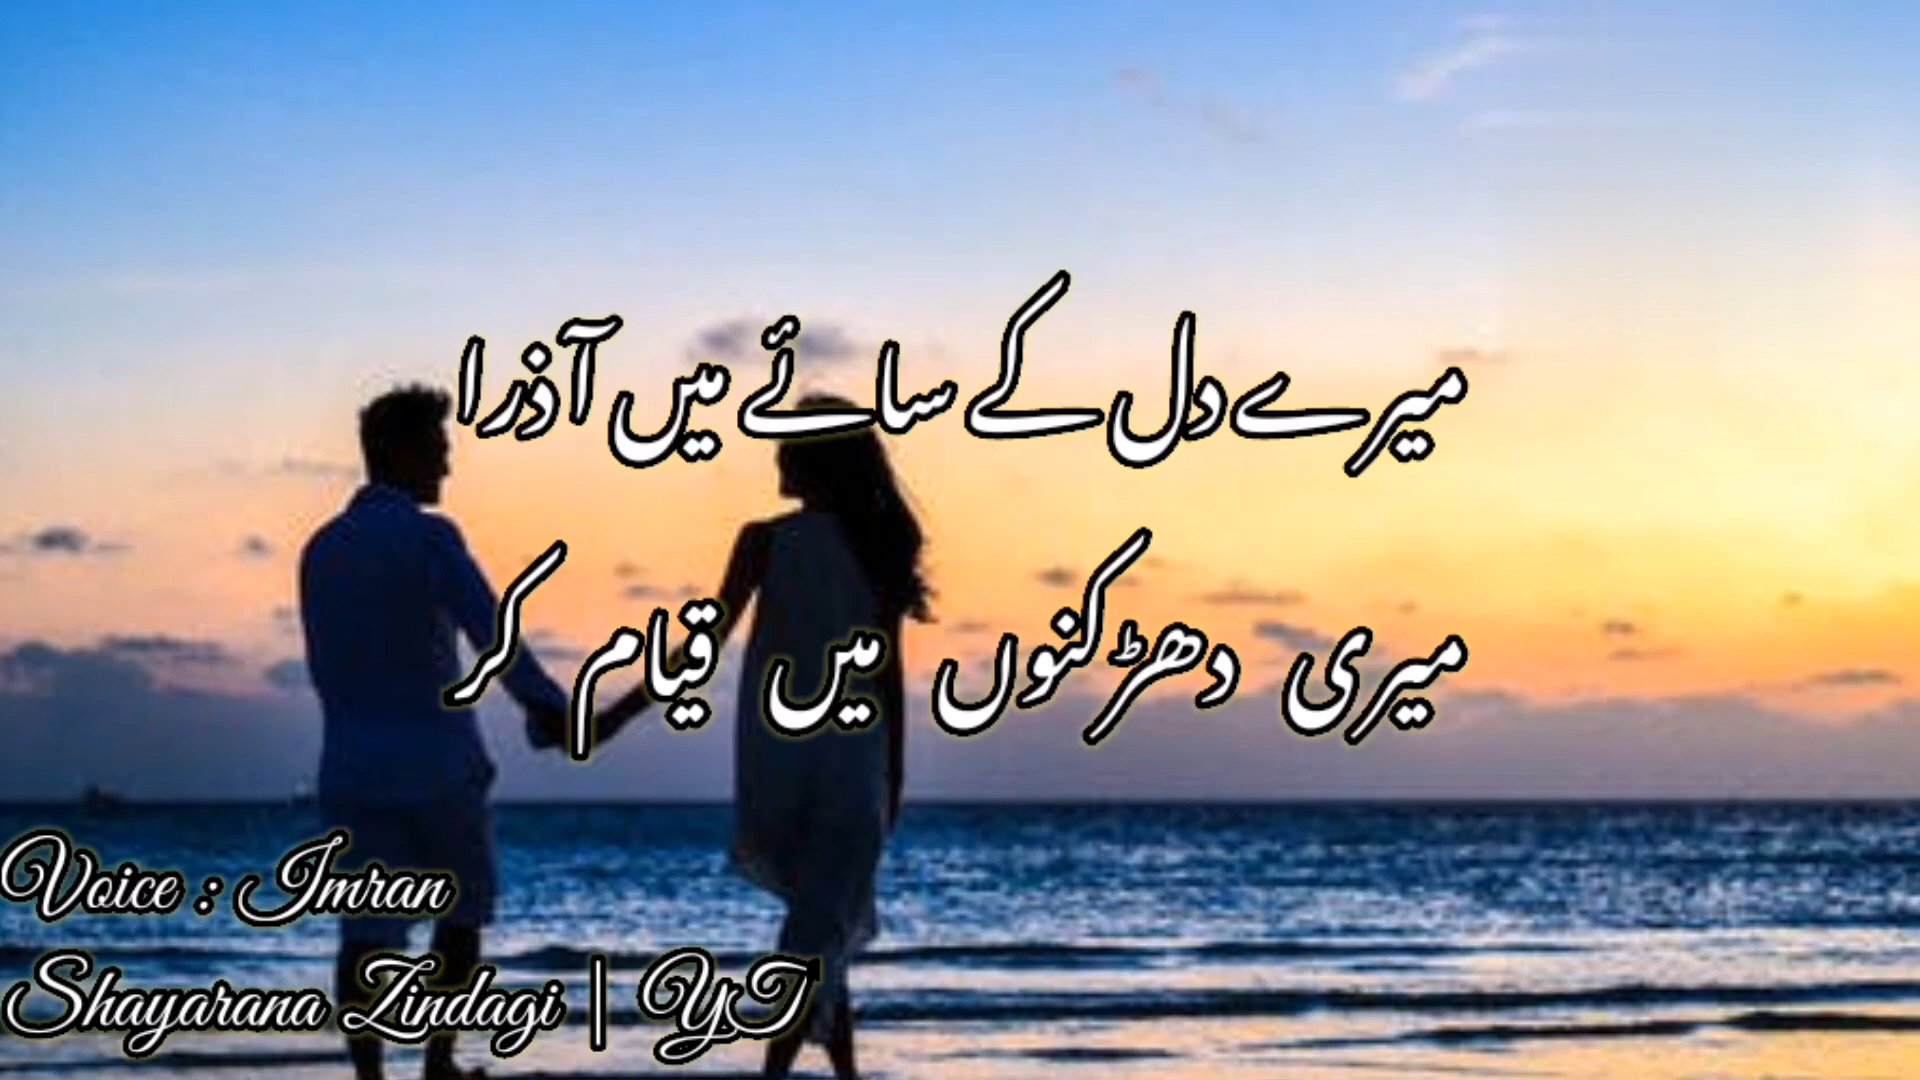 میرے دل کے سائے میں آ ذرا
میری دھڑکنوں میں قیام کر
Voice : Imran
Shayarana Zindagi | YT